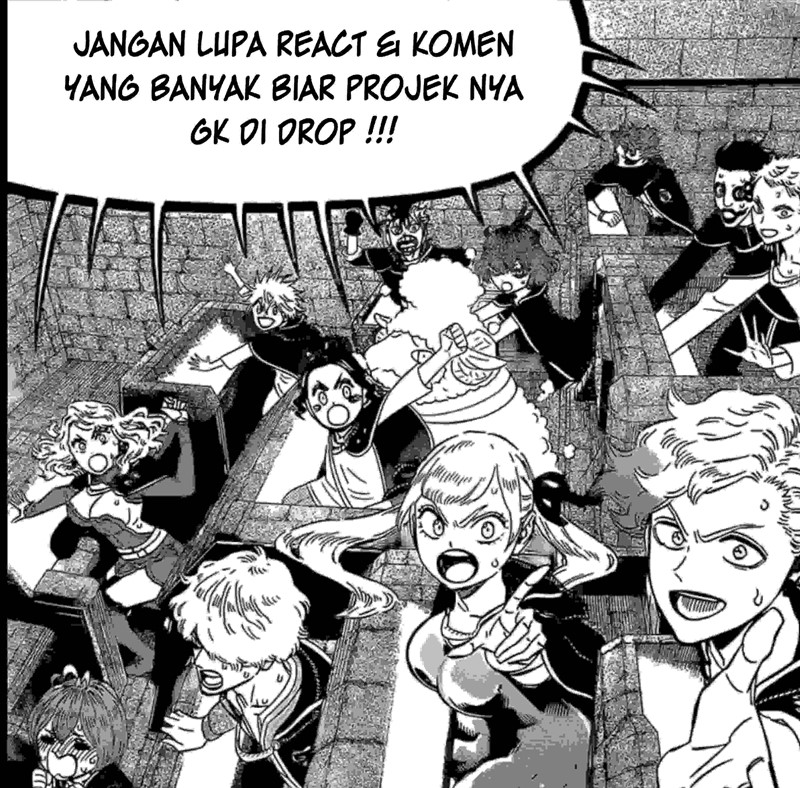 JANGAN LUPA REACT & KOMEN
YANG BANYAK BIAR PROJEK NYA
GK DI DROP !!!